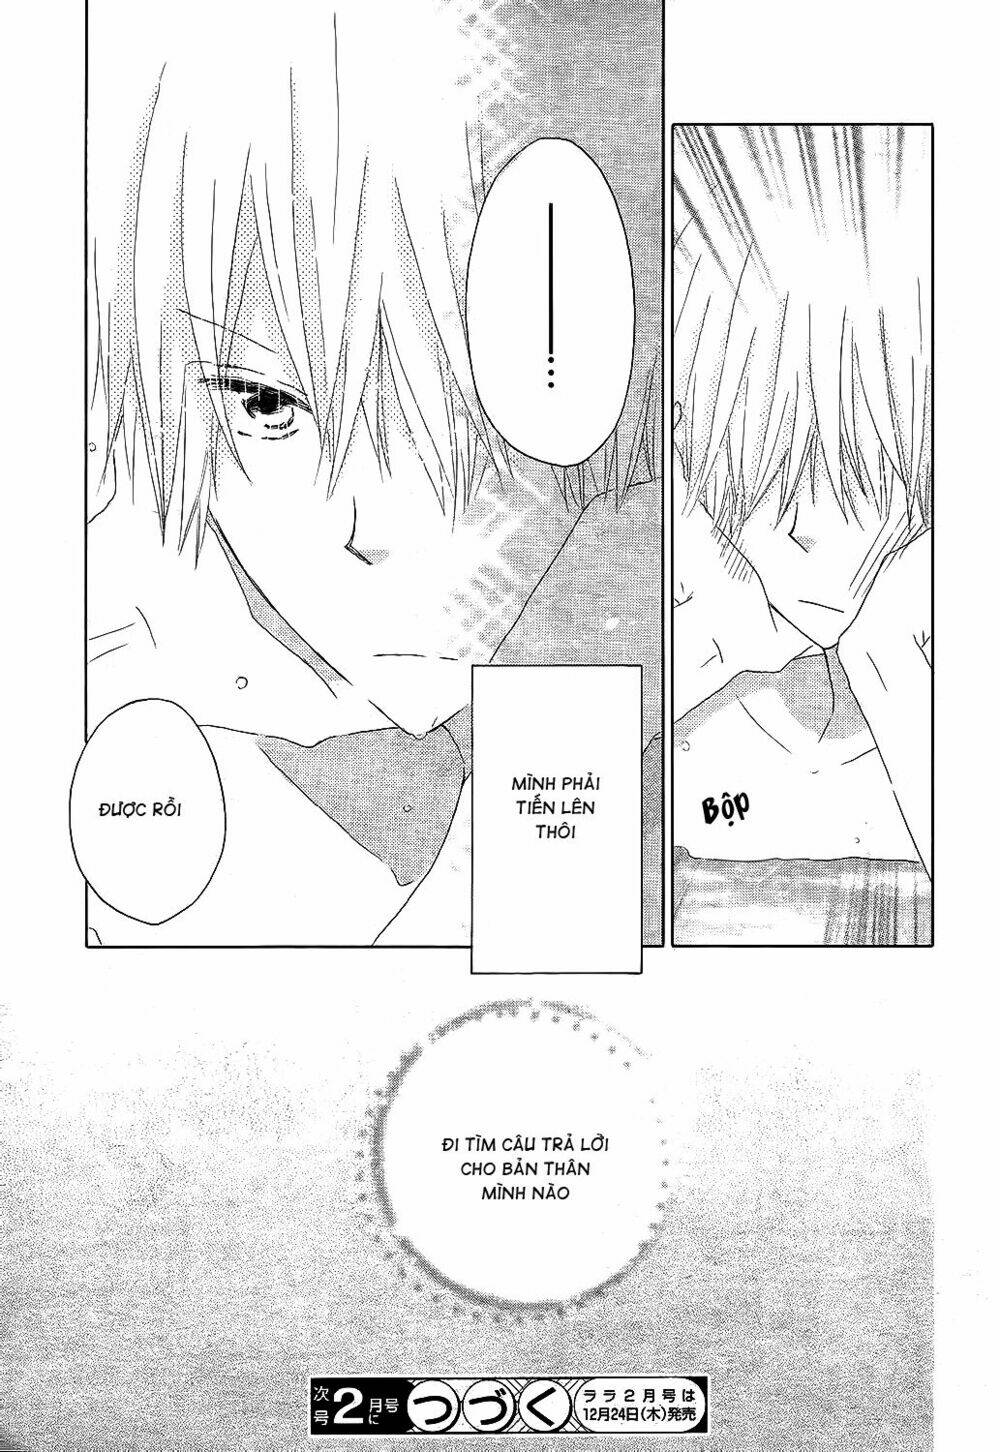 ——…
BỘP
MÌNH PHẢI
TIẾN LÊN
THÔI
ĐƯỢC RỒI
ĐI TÌM CÂU TRẢ LỜI
CHO BẢN THÂN
MÌNH NÀO
次号2月号に
つづく
ララ2月号は
12月24日(木)発売